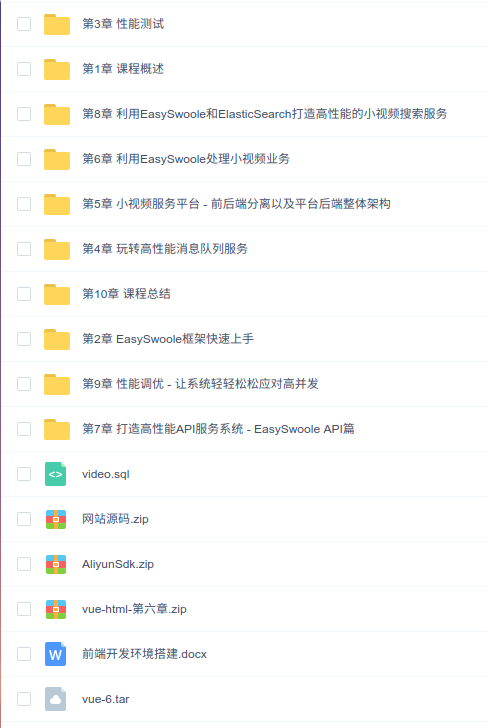 第3章 性能测试
第1章 课程概述
第8章 利用EasySwoole和ElasticSearch打造高性能的小视频搜索服务
第6章 利用EasySwoole处理小视频业务
第5章 小视频服务平台 - 前后端分离以及平台后端整体架构
第4章 玩转高性能消息队列服务
第10章 课程总结
第2章 EasySwoole框架快速上手
第9章 性能调优 - 让系统轻轻松松应对高并发
第7章 打造高性能API服务系统 - EasySwoole API篇
<> video.sql
网站源码.zip
AliyunSdk.zip
vue-html-第六章.zip
W 前端开发环境搭建.docx
vue-6.tar